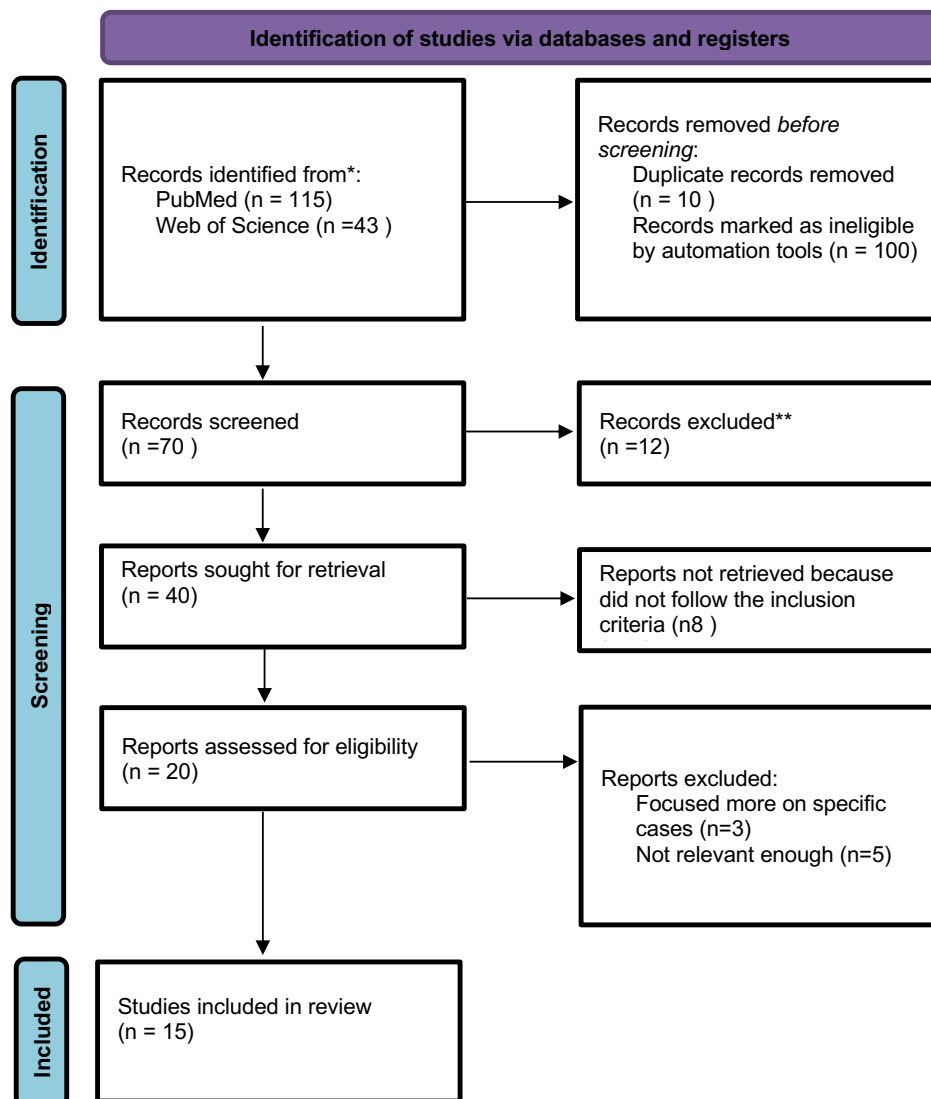 Identification of studies via databases and registers
Identification
Records identified from*:
PubMed (n = 115)
Web of Science (n =43 )
Records removed before
screening:
Duplicate records removed
(n = 10 )
Records marked as ineligible
by automation tools (n = 100)
Screening
Records screened
(n =70 )
Records excluded**
(n =12)
Reports sought for retrieval
(n = 40)
Reports not retrieved because
did not follow the inclusion
criteria (n8 )
Reports assessed for eligibility
(n = 20)
Reports excluded:
Focused more on specific
cases (n=3)
Not relevant enough (n=5)
Included
Studies included in review
(n = 15)